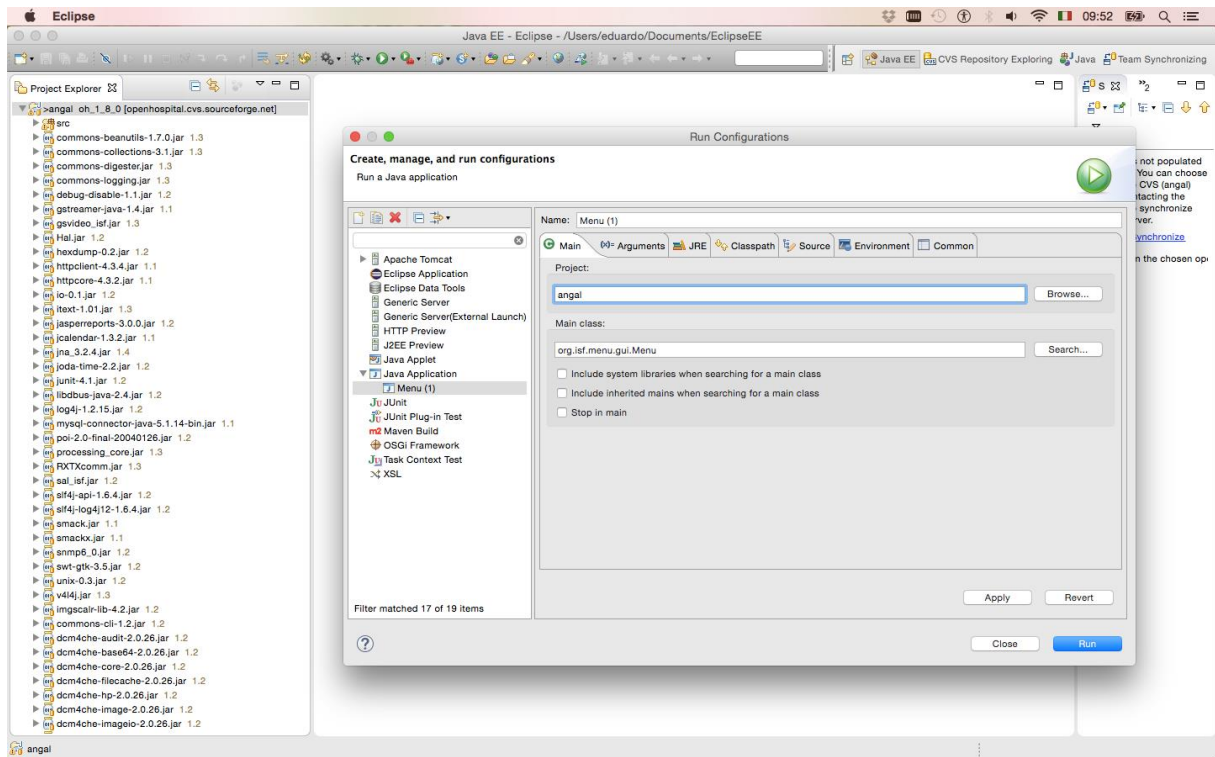 Eclipse
09:52
Java EE - Eclipse - /Users/eduardo/Documents/EclipseEE
Java EE
CVS Repository Exploring
Java
Team Synchronizing
Project Explorer
>angal oh_1_8_0 [openhospital.cvs.sourceforge.net]
src
commons-beanutils-1.7.0.jar 1.3
commons-collections-3.1.jar 1.3
commons-digester.jar 1.3
commons-logging.jar 1.3
debug-disable-1.1.jar 1.2
gstreamer-java-1.4.jar 1.1
gsvideo_isf.jar 1.3
Hal.jar 1.2
hexdump-0.2.jar 1.2
httpclient-4.3.4.jar 1.1
httpcore-4.3.2.jar 1.1
io-0.1.jar 1.2
itext-1.01.jar 1.3
jasperreports-3.0.0.jar 1.2
jcalendar-1.3.2.jar 1.1
jna_3.2.4.jar 1.4
joda-time-2.2.jar 1.2
junit-4.1.jar 1.2
libdbus-java-2.4.jar 1.2
log4j-1.2.15.jar 1.2
mysql-connector-java-5.1.14-bin.jar 1.1
poi-2.0-final-20040126.jar 1.2
processing_core.jar 1.3
RXTXcomm.jar 1.3
sal_isf.jar 1.2
slf4j-api-1.6.4.jar 1.2
slf4j-log4j12-1.6.4.jar 1.2
smack.jar 1.1
smackx.jar 1.1
snmp6_0.jar 1.2
swt-gtk-3.5.jar 1.2
unix-0.3.jar 1.2
v4l4j.jar 1.3
imgscalr-lib-4.2.jar 1.2
commons-cli-1.2.jar 1.2
dcm4che-audit-2.0.26.jar 1.2
dcm4che-base64-2.0.26.jar 1.2
dcm4che-core-2.0.26.jar 1.2
dcm4che-filecache-2.0.26.jar 1.2
dcm4che-hp-2.0.26.jar 1.2
dcm4che-image-2.0.26.jar 1.2
dcm4che-imageio-2.0.26.jar 1.2
angal
Run Configurations
Create, manage, and run configurations
Run a Java application
Apache Tomcat
Eclipse Application
Eclipse Data Tools
Generic Server
Generic Server(External Launch)
HTTP Preview
J2EE Preview
Java Applet
Java Application
Menu (1)
JUnit
JUnit Plug-in Test
m2 Maven Build
OSGi Framework
Task Context Test
XSL
Filter matched 17 of 19 items
Name: Menu (1)
Main
Arguments
JRE
Classpath
Source
Environment
Common
Project:
angal
Browse...
Main class:
org.isf.menu.gui.Menu
Search...
Include system libraries when searching for a main class
Include inherited mains when searching for a main class
Stop in main
Apply
Revert
Close
Run
S
»2
not populated
You can choose
CVS (angal)
ntacting the
synchronize
ver.
ynchronize
n the chosen op